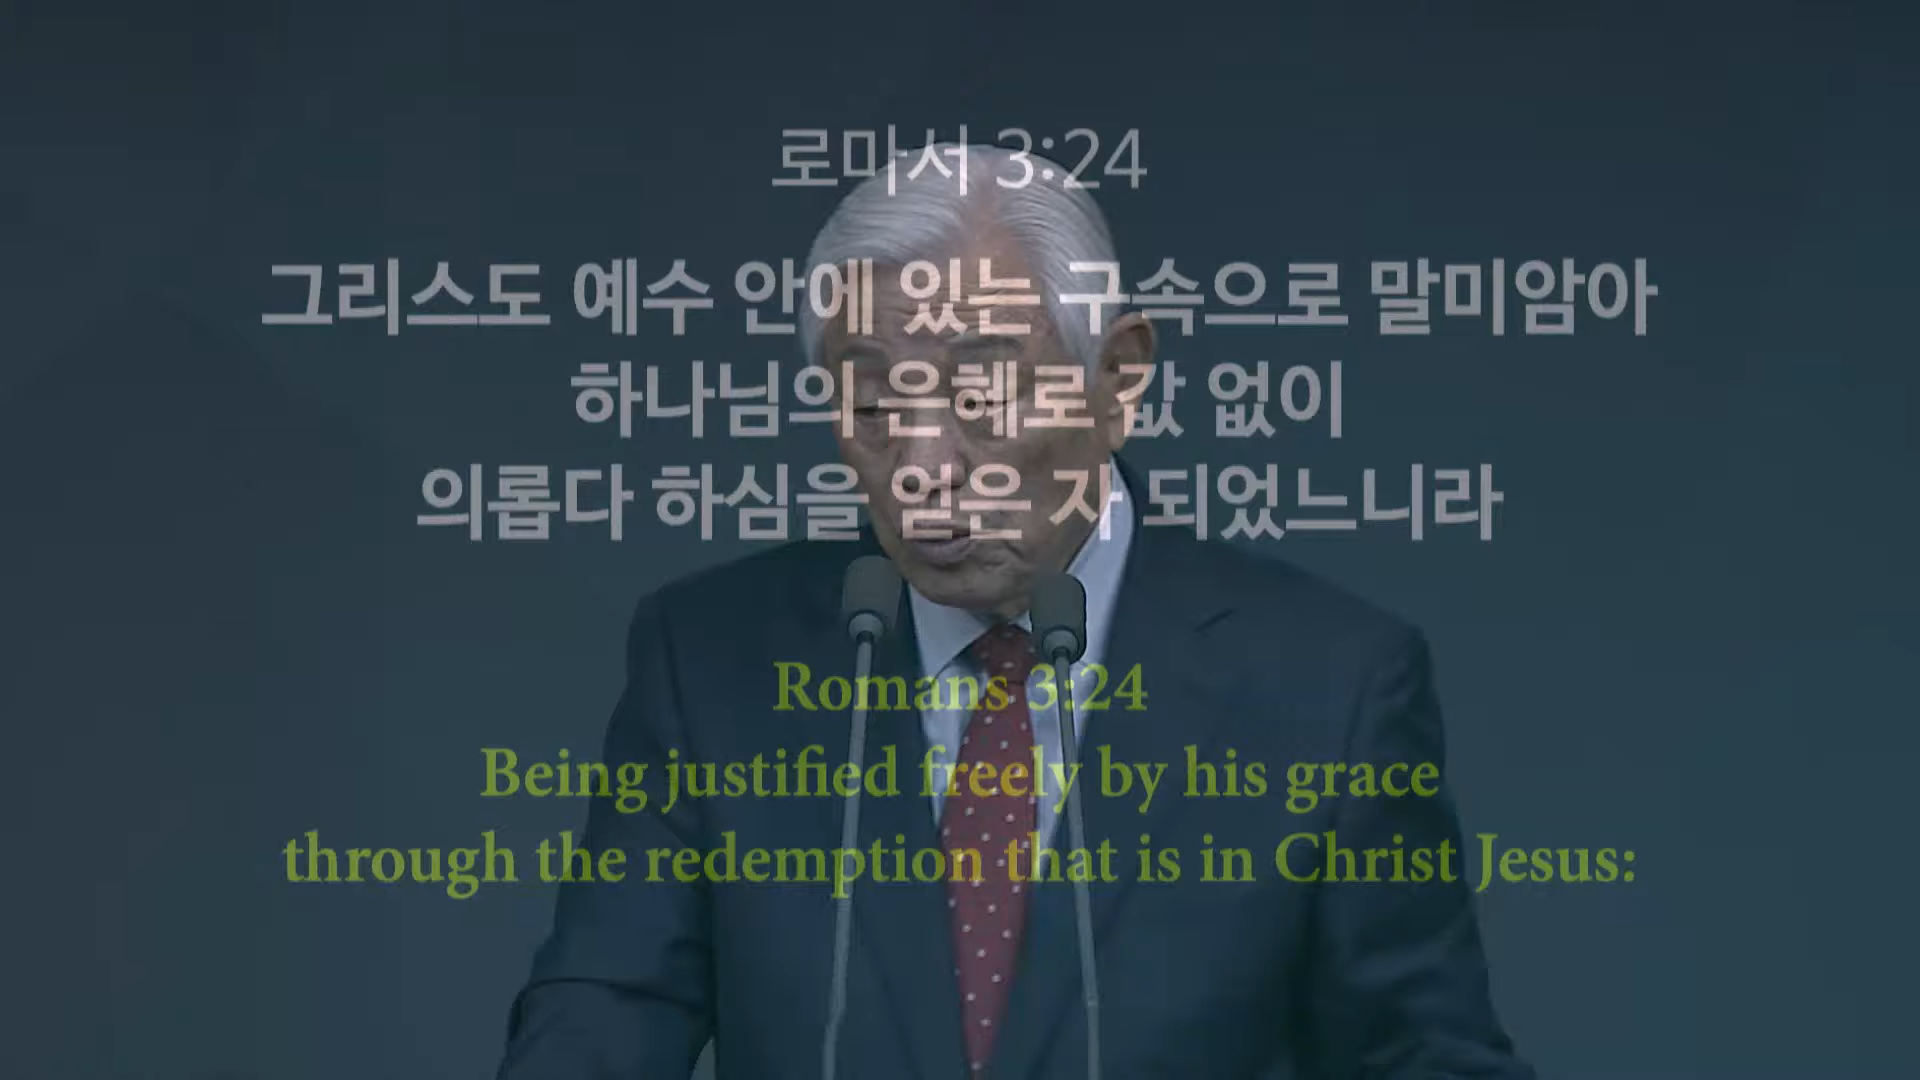 로마서 3:24
그리스도 예수 안에 있는 구속으로 말미암아
하나님의 은혜로 값 없이
의롭다 하심을 얻은 자 되었느니라
Romans 3:24
Being justified freely by his grace
through the redemption that is in Christ Jesus: